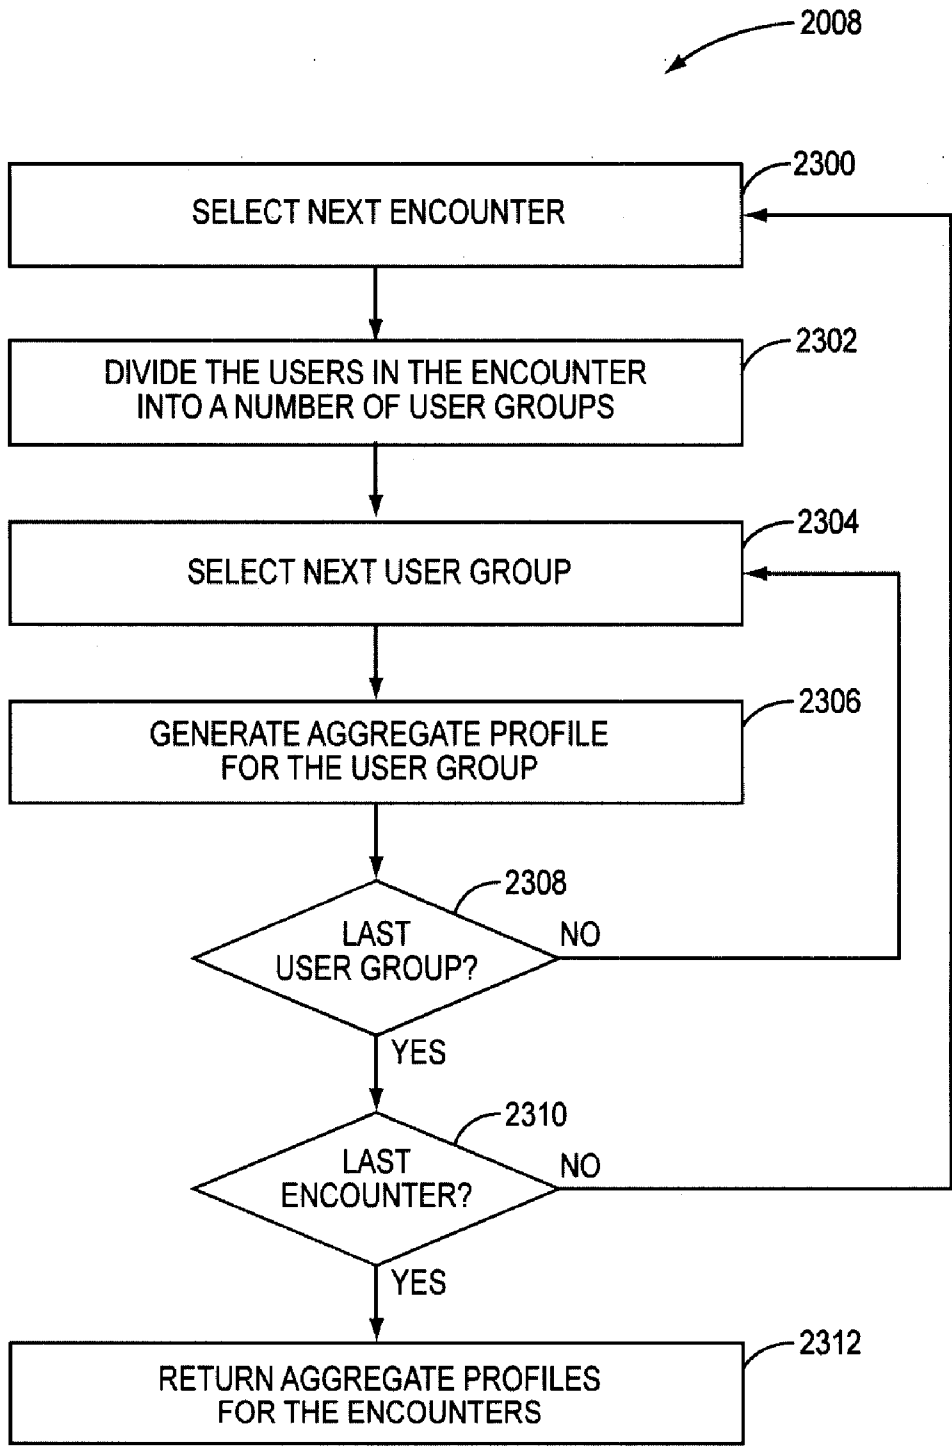 2008
2300
SELECT NEXT ENCOUNTER
2302
DIVIDE THE USERS IN THE ENCOUNTER
INTO A NUMBER OF USER GROUPS
2304
SELECT NEXT USER GROUP
2306
GENERATE AGGREGATE PROFILE
FOR THE USER GROUP
2308
LAST
USER GROUP?
NO
YES
2310
LAST
ENCOUNTER?
NO
YES
2312
RETURN AGGREGATE PROFILES
FOR THE ENCOUNTERS